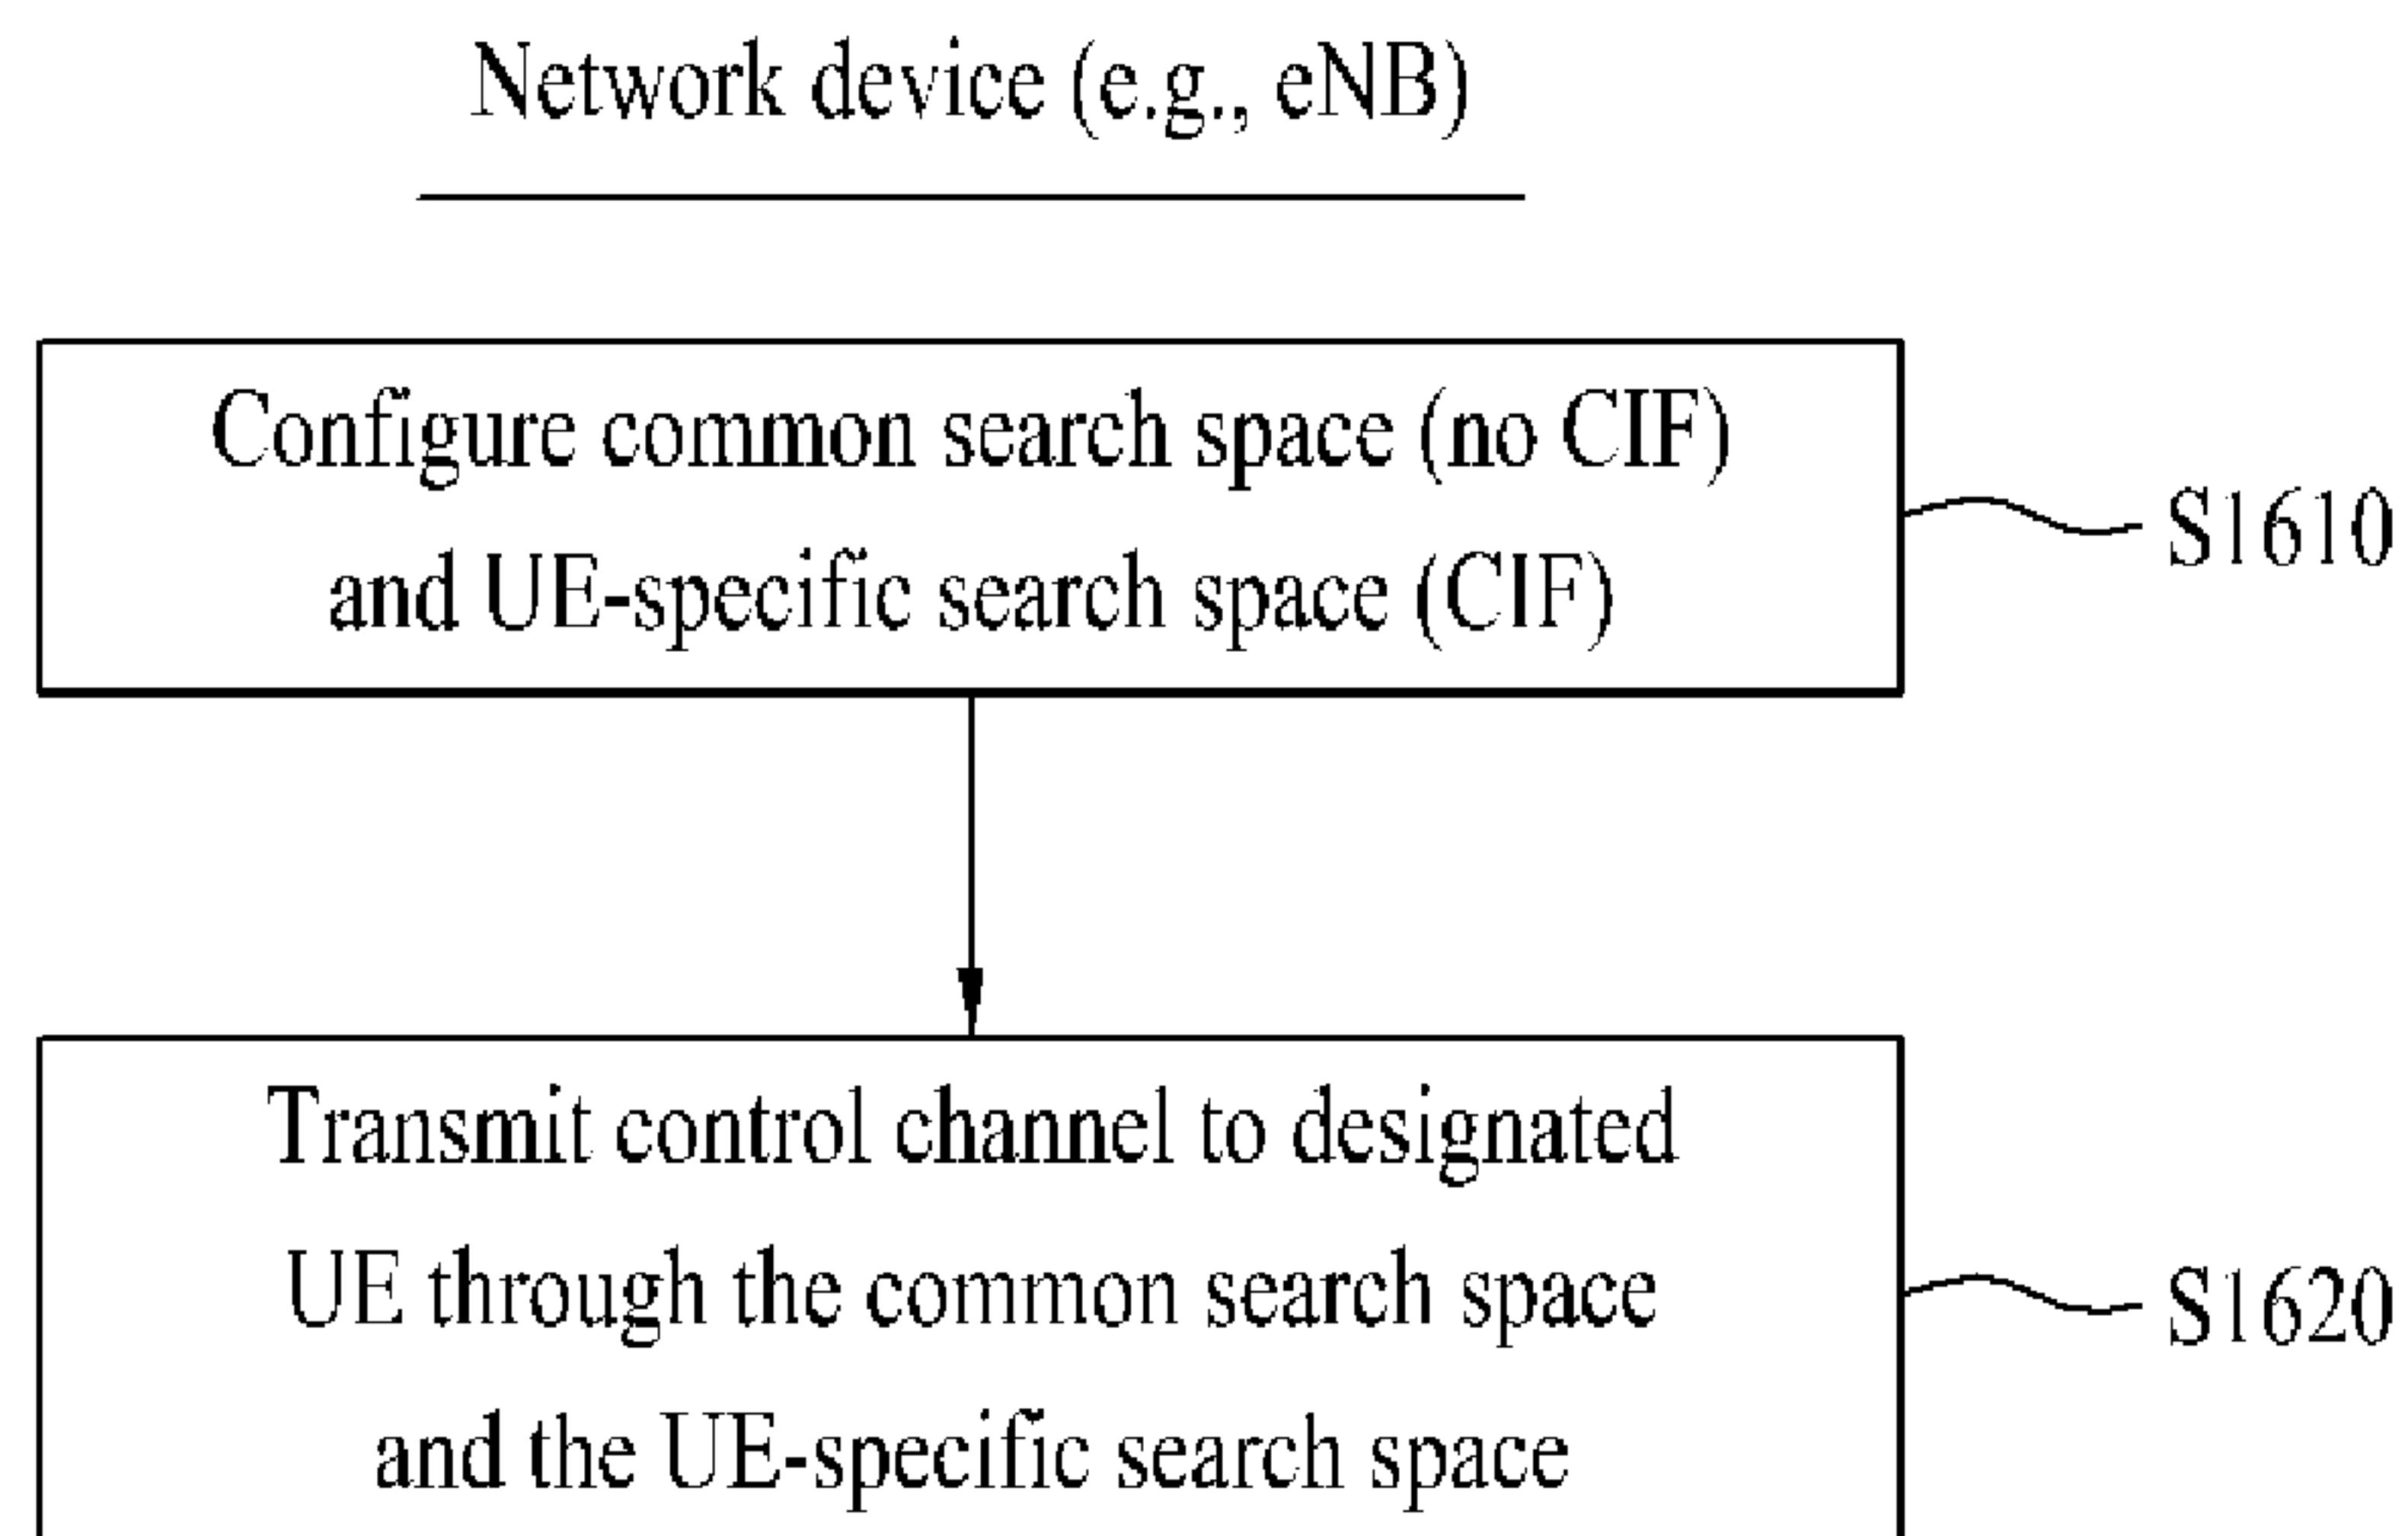 Network device (e.g., eNB)
Configure common search space (no CIF)
and UE-specific search space (CIF)
S1610
Transmit control channel to designated
UE through the common search space
and the UE-specific search space
S1620